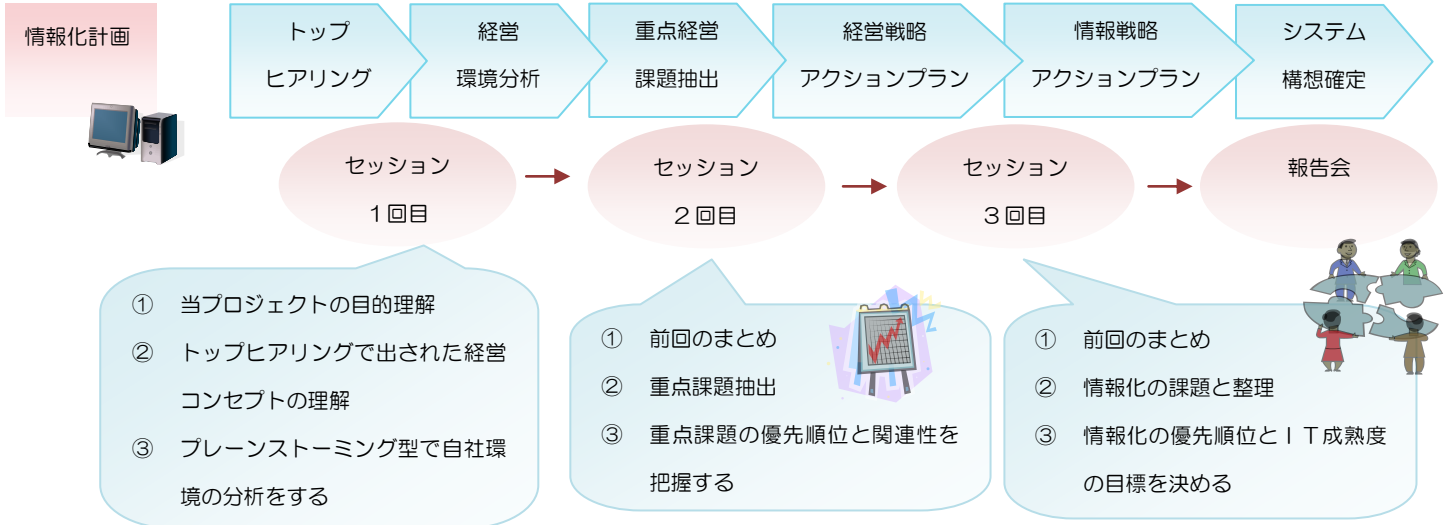 情報化計画
トップ
ヒアリング
経営
環境分析
重点経営
課題抽出
経営戦略
アクションプラン
情報戦略
アクションプラン
システム
構想確定
セッション
１回目
セッション
２回目
セッション
３回目
報告会
① 当プロジェクトの目的理解
② トップヒアリングで出された経営
コンセプトの理解
③ プレーンストーミング型で自社環
境の分析をする
① 前回のまとめ
② 重点課題抽出
③ 重点課題の優先順位と関連性を
把握する
① 前回のまとめ
② 情報化の課題と整理
③ 情報化の優先順位とＩＴ成熟度
の目標を決める